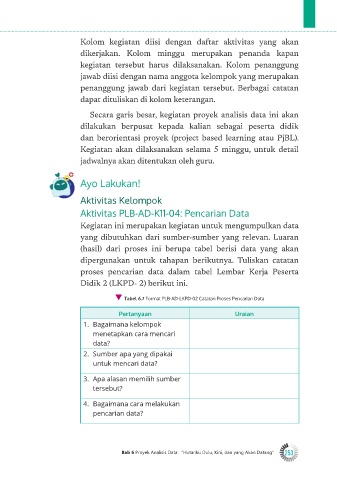 Kolom kegiatan diisi dengan daftar aktivitas yang akan
dikerjakan. Kolom minggu merupakan penanda kapan
kegiatan tersebut harus dilaksanakan. Kolom penanggung
jawab diisi dengan nama anggota kelompok yang merupakan
penanggung jawab dari kegiatan tersebut. Berbagai catatan
dapat dituliskan di kolom keterangan.
Secara garis besar, kegiatan proyek analisis data ini akan
dilakukan berpusat kepada kalian sebagai peserta didik
dan berorientasi proyek (project based learning atau PjBL).
Kegiatan akan dilaksanakan selama 5 minggu, untuk detail
jadwalnya akan ditentukan oleh guru.
Ayo Lakukan!
Aktivitas Kelompok
Aktivitas PLB-AD-K11-04: Pencarian Data
Kegiatan ini merupakan kegiatan untuk mengumpulkan data
yang dibutuhkan dari sumber-sumber yang relevan. Luaran
(hasil) dari proses ini berupa tabel berisi data yang akan
dipergunakan untuk tahapan berikutnya. Tuliskan catatan
proses pencarian data dalam tabel Lembar Kerja Peserta
Didik 2 (LKPD- 2) berikut ini.
Tabel 6.7 Format PLB-AD-LKPD-02 Catatan Proses Pencarian Data
Pertanyaan Uraian
1. Bagaimana kelompok
menetapkan cara mencari
data?
2. Sumber apa yang dipakai
untuk mencari data?
3. Apa alasan memilih sumber
tersebut?
4. Bagaimana cara melakukan
pencarian data?
Bab 6 Proyek Analisis Data : "Hutanku Dulu, Kini, dan yang Akan Datang" 253